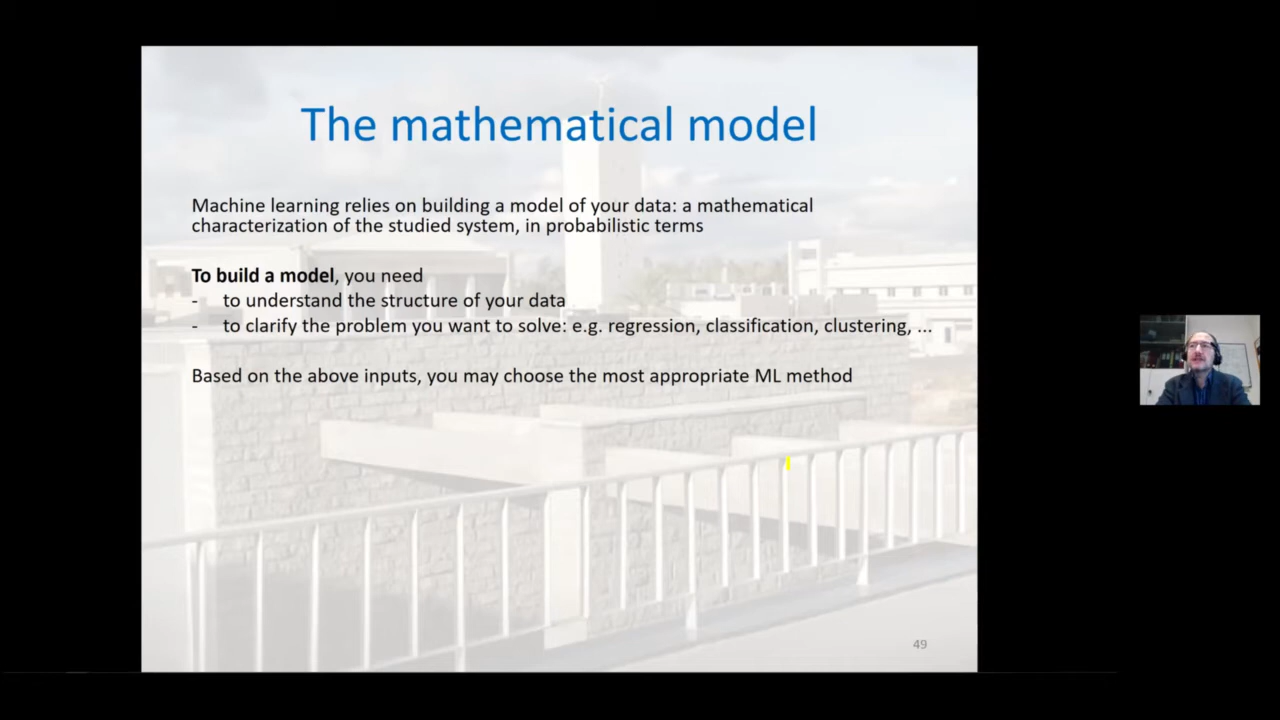 The mathematical model
Machine learning relies on building a model of your data: a mathematical
characterization of the studied system, in probabilistic terms
To build a model, you need
- to understand the structure of your data
- to clarify the problem you want to solve: e.g. regression, classification, clustering, ...
Based on the above inputs, you may choose the most appropriate ML method
49